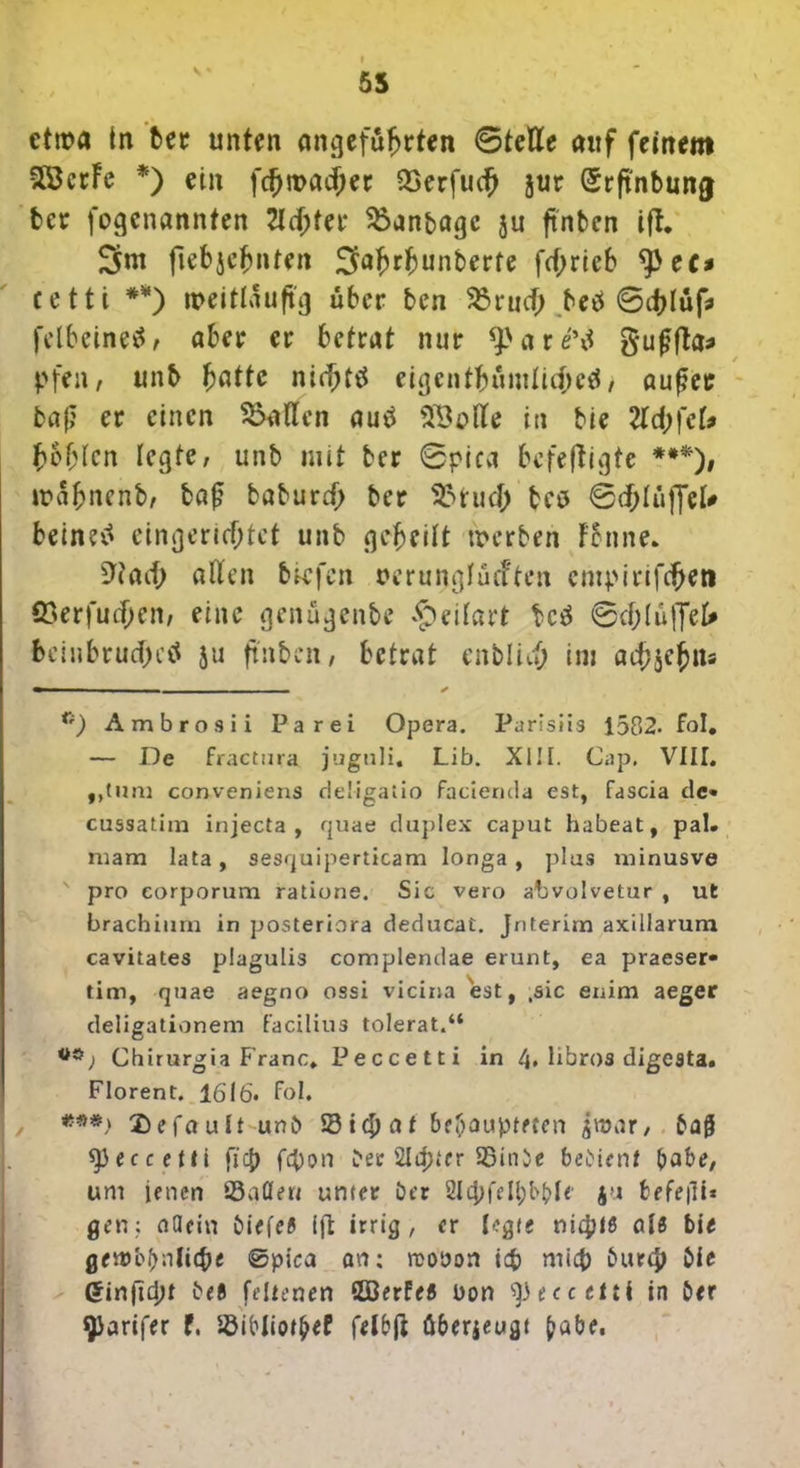 55
etwa in der unten angeführten Stelle auf seinem
Werke *) ein schwacher Versuch zur Erfindung
der sogenannten Achter Bandage zu finden ist.
Im siebzehnten Jahrhunderte schrieb Pec-
cetti **) weitläufig über den Bruch des Schlüs-
selbeines, aber er betrat nur Paré's Fußsta-
pfen, und hatte nichts eigenthümliches, außer
daß er einen Ballen aus Wolle in die Achsel-
höhlen legte, und mit der Spica befestigte ***),
wähnend, daß dadurch der Bruch des Schlüssel-
beines eingerichtet und geheilt werden könne.
Nach allen diesen verunglückten empirischen
Versuchen, eine genügende Heilart des Schlüssel-
beinbruches zu finden, betrat endlich im achzehn-
*) Ambrosii Parei Opera. Parisiis 1582. fol.
— De fractura juguli. Lib. XIII. Cap. VIII.
„tum conveniens deligatio facienda est, fascia de-
cussatim injecta, quae duplex caput habeat, pal-
mam lata, sesquiperticam longa, plus minusve
pro corporum ratione. Sic vero abvolvetur, ut
brachium in posteriora deducat. Jnterim axillarum
cavitates plagulis complendae erunt, ea praeser-
tim, quae aegno ossi vicina est, sic enim aeger
deligationem facilius tolerat.“
**) Chirurgia Franc. Peccetti in 4. libros digesta.
Florent. 1616. Fol.
***) Default und Bichat behaupteten zwar, daß
Peccetti sich schon der Achter Binde bedient habe,
um jenen Ballen unter der Achselhöhle zu befesti-
gen; allein dieses ist irrig, er legte nichts als die
gewöhnliche Spica an: wovon ich mich durch die
Einsicht des seltenen Werkes von Peccetti in der
Pariser k. Bibliothek selbst überzeugt habe.